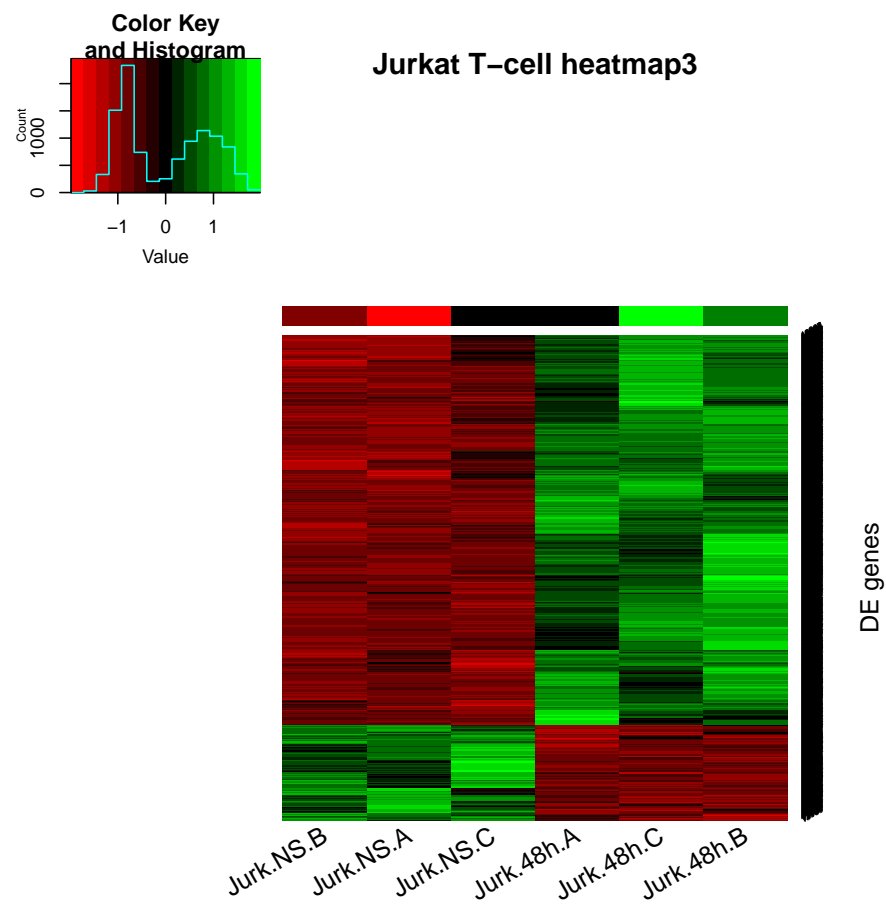 Color Key
and Histogram
Jurkat T−cell heatmap3
Count
0
1000
−1
0
1
Value
DE genes
Jurk.NS.B
Jurk.NS.A
Jurk.NS.C
Jurk.48h.A
Jurk.48h.C
Jurk.48h.B